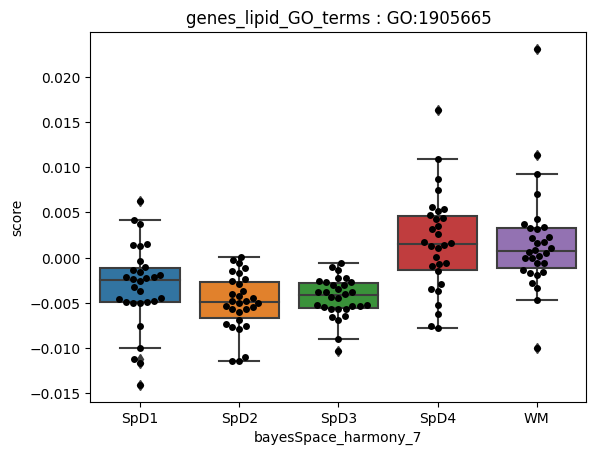 genes_lipid_GO_terms : GO:1905665
0.020
0.015
0.010
0.005
0.000
−0.005
−0.010
−0.015
score
SpD1 SpD2 SpD3 SpD4 WM
bayesSpace_harmony_7